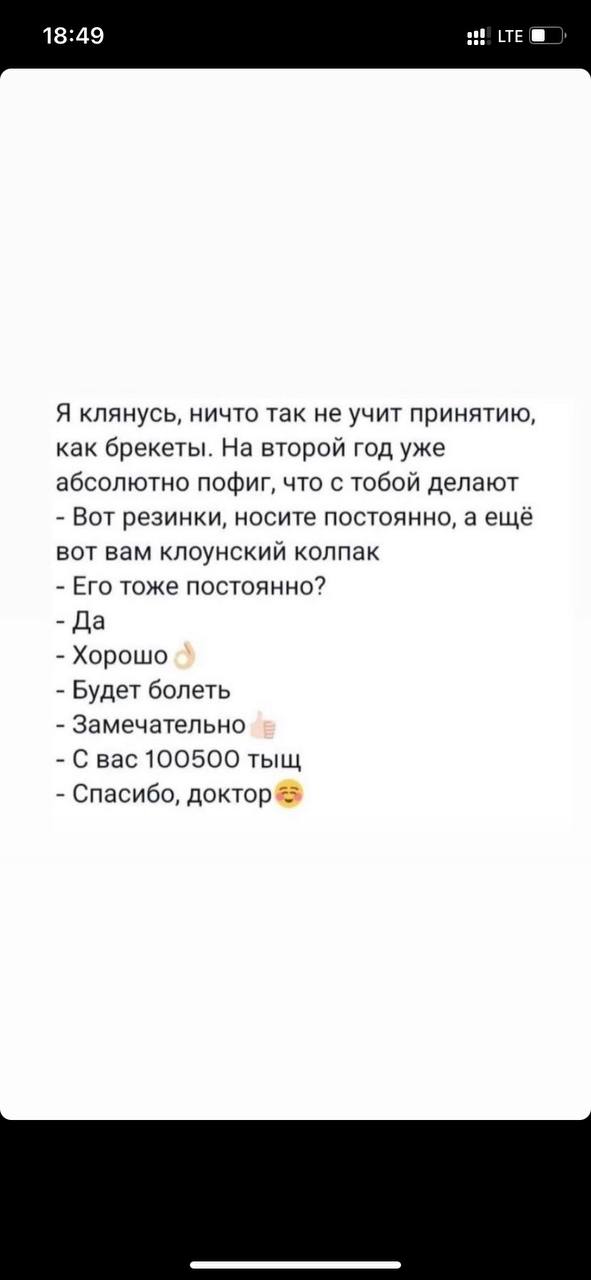 18:49
LTE
Я клянусь, ничто так не учит принятию,
как брекеты. На второй год уже
абсолютно пофиг, что с тобой делают
- Вот резинки, носите постоянно, а ещё
вот вам клоунский колпак
- Его тоже постоянно?
- Да
- Хорошо👌🏻
- Будет болеть
- Замечательно👍🏻
- С вас 100500 тыщ
- Спасибо, доктор☺️